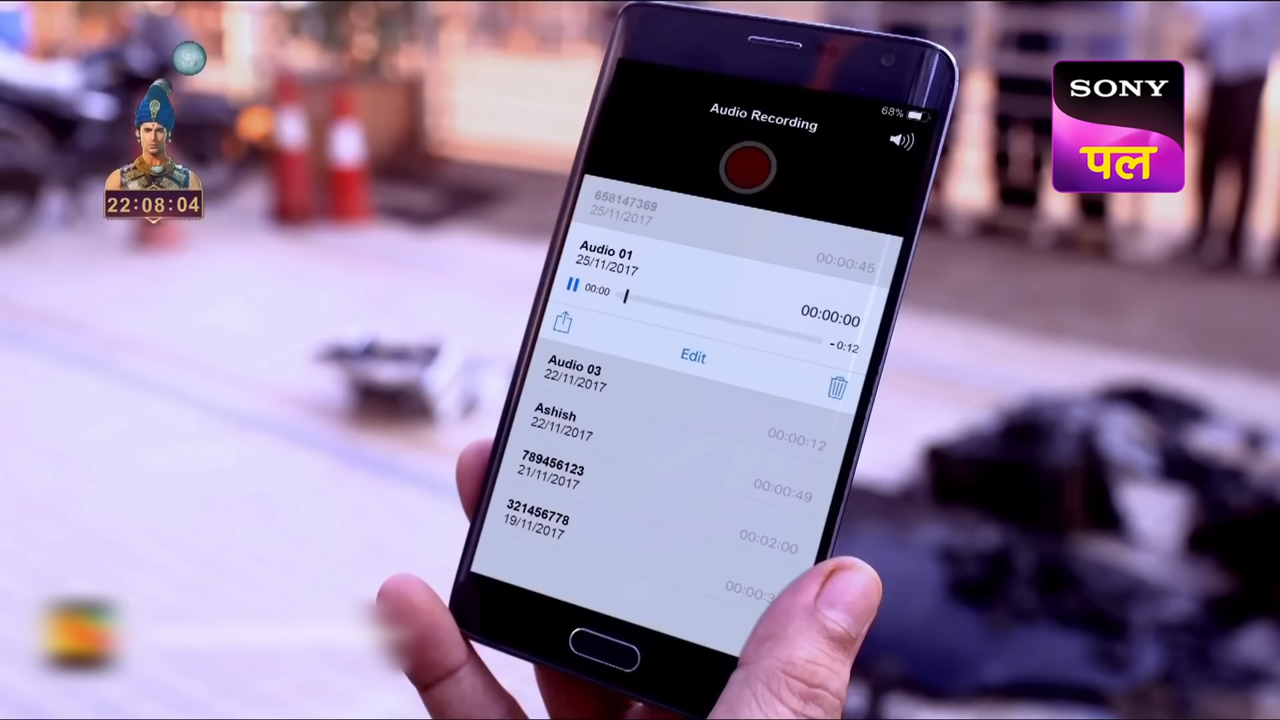 SONY
पल
22:08:04
68%
Audio Recording
658147369
25/11/2017
00:00:45
Audio 01
25/11/2017
00:00
00:00:00
-0:12
Edit
Audio 03
22/11/2017
00:00:12
Ashish
22/11/2017
00:00:49
789456123
21/11/2017
00:02:00
321456778
19/11/2017